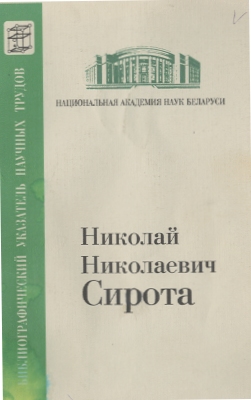 НАЦИОНАЛЬНАЯ АКАДЕМИЯ НАУК БЕЛАРУСИ
БИБЛИОГРАФИЧЕСКИЙ УКАЗАТЕЛЬ НАУЧНЫХ ТРУДОВ
Николай
Николаевич
Сирота